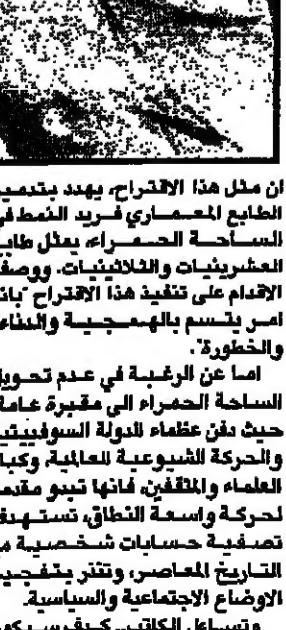 ان مثل هذا الاقتراح، يهدد بتدمير
الطابع المعماري فريد النمط في
الساحة الحمراء، يمثل طابع
العشرينيات والثلاثينيات. ووصف
الاقدام على تنفيذ هذا الاقتراح "بانه
امر يتسم بالهمجية والدناءة
والخطورة".
اما عن الرغبة في عدم تحويل
الساحة الحمراء الى مقبرة عامة
حيث دفن عظماء الدولة السوفييتية
والحركة الشيوعية العالمية، وكبار
العلماء والمثقفين، فانها تبدو مقدمة
لحركة واسعة النطاق، تستهدف
تصفية حسابات شخصية مع
التاريخ المعاصر، وتنذر بتفجير
الاوضاع الاجتماعية والسياسية.
وتساءل الكاتب.. كيف